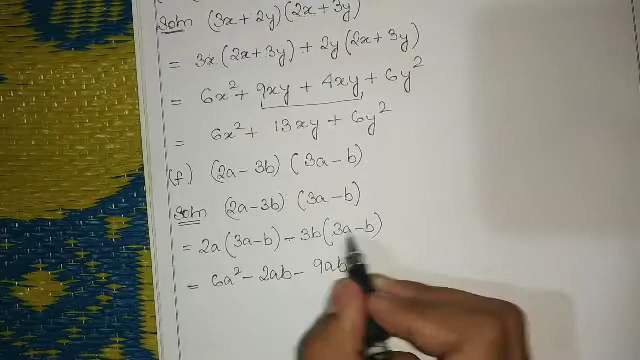 Soln (3x + 2y) (2x + 3y)
= 3x (2x + 3y) + 2y (2x + 3y)
= 6x² + 9xy + 4xy + 6y²
= 6x² + 13xy + 6y²
(f.) (2a - 3b) (3a - b)
Soln (2a - 3b) (3a - b)
= 2a (3a - b) - 3b (3a - b)
= 6a² - 2ab - 9ab